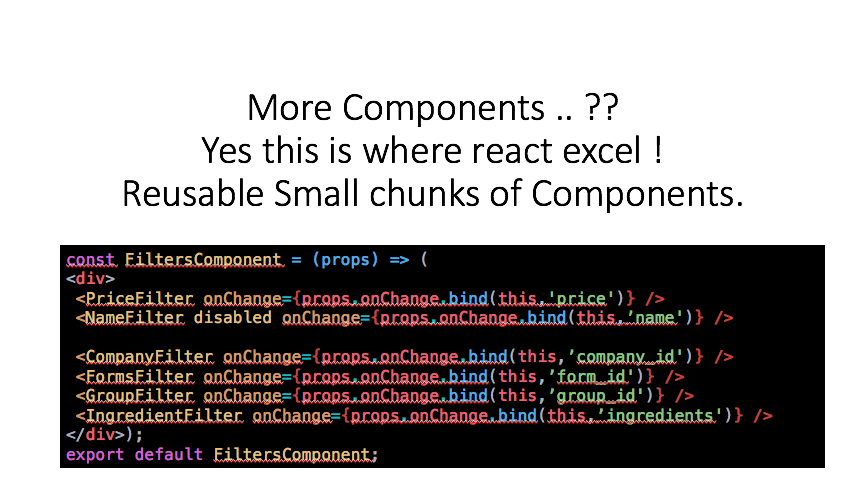 More Components .. ??
Yes this is where react excel !
Reusable Small chunks of Components.
const FiltersComponent = (props) => (
<div>
<PriceFilter onChange={props.onChange.bind(this,'price')} />
<NameFilter disabled onChange={props.onChange.bind(this,’name')} />
<CompanyFilter onChange={props.onChange.bind(this,’company_id')} />
<FormsFilter onChange={props.onChange.bind(this,’form_id')} />
<GroupFilter onChange={props.onChange.bind(this,’group_id')} />
<IngredientFilter onChange={props.onChange.bind(this,’ingredients')} />
</div>);
export default FiltersComponent;